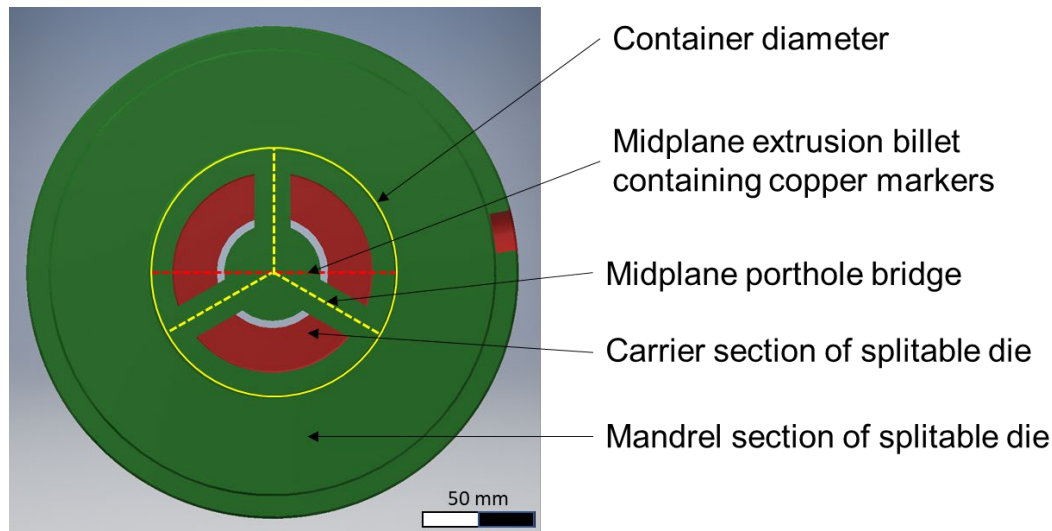 Container diameter
Midplane extrusion billet
containing copper markers
Midplane porthole bridge
Carrier section of splitable die
Mandrel section of splitable die
50 mm